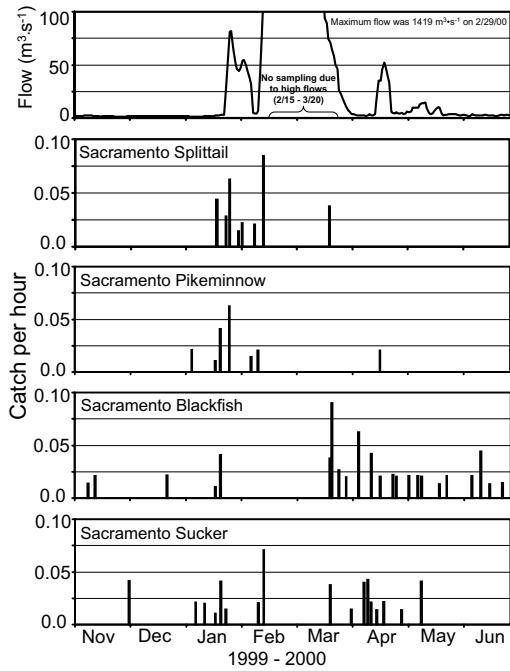 Flow (m³·s⁻¹)
100
50
0
Maximum flow was 1419 m³•s⁻¹ on 2/29/00
No sampling due
to high flows
(2/15 - 3/20)
Catch per hour
0.10
0.05
0.0
Sacramento Splittail
0.10
0.05
0.0
Sacramento Pikeminnow
0.10
0.05
0.0
Sacramento Blackfish
0.10
0.05
0.0
Sacramento Sucker
Nov Dec Jan Feb Mar Apr May Jun
1999 - 2000